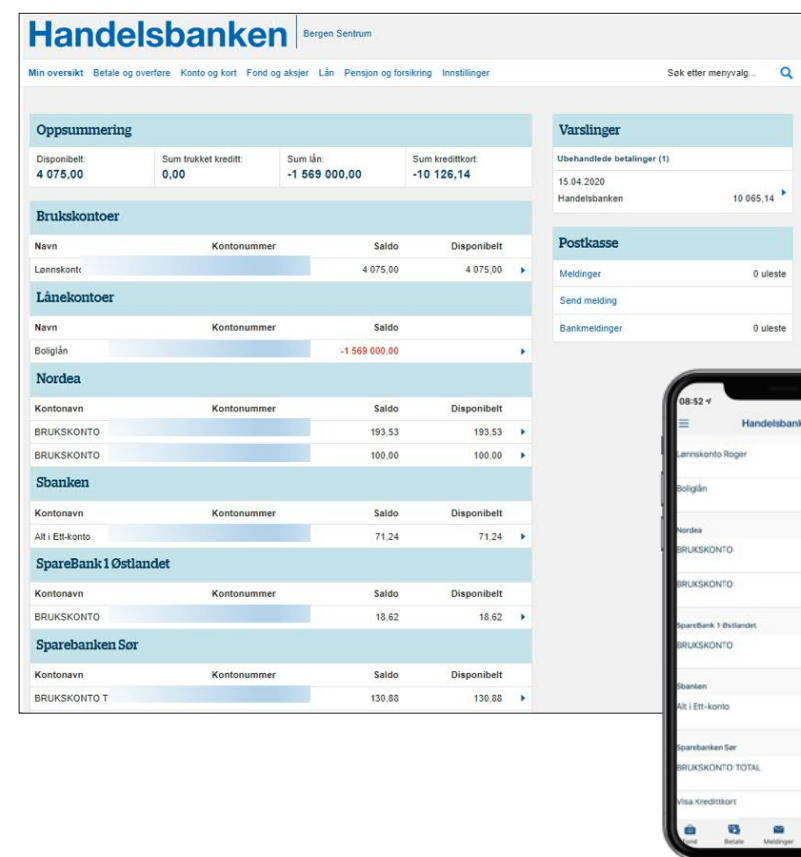 Handelsbanken Bergen Sentrum
Min oversikt Betale og overføre Konto og kort Fond og aksjer Lån Pensjon og forsikring Innstillinger Søk etter menyvalg...
Oppsummering
Disponibelt: Sum trukket kreditt: Sum lån: Sum kredittkort:
4 075,00 0,00 -1 569 000,00 -10 126,14
Brukskontoer
Navn Kontonummer Saldo Disponibelt
Lønnskonto 4 075,00 4 075,00
Lånekontoer
Navn Kontonummer Saldo
Boliglån -1 569 000,00
Nordea
Kontonavn Kontonummer Saldo Disponibelt
BRUKSKONTO 193,53 193,53
BRUKSKONTO 100,00 100,00
Sbanken
Kontonavn Kontonummer Saldo Disponibelt
Alt i Ett-konto 71,24 71,24
SpareBank 1 Østlandet
Kontonavn Kontonummer Saldo Disponibelt
BRUKSKONTO 18,62 18,62
Sparebanken Sør
Kontonavn Kontonummer Saldo Disponibelt
BRUKSKONTO T 130,88 130,88
Varslinger
Ubehandlede betalinger (1)
15.04.2020
Handelsbanken 10 065,14
Postkasse
Meldinger 0 uleste
Send melding
Bankmeldinger 0 uleste
08:52
Handelsbank
Lønnskonto Roger
Boliglån
Nordea
BRUKSKONTO
BRUKSKONTO
SpareBank 1 Østlandet
BRUKSKONTO
Sbanken
Alt i Ett-konto
Sparebanken Sør
BRUKSKONTO TOTAL
Visa Kredittkort
Fond Betale Meldinger